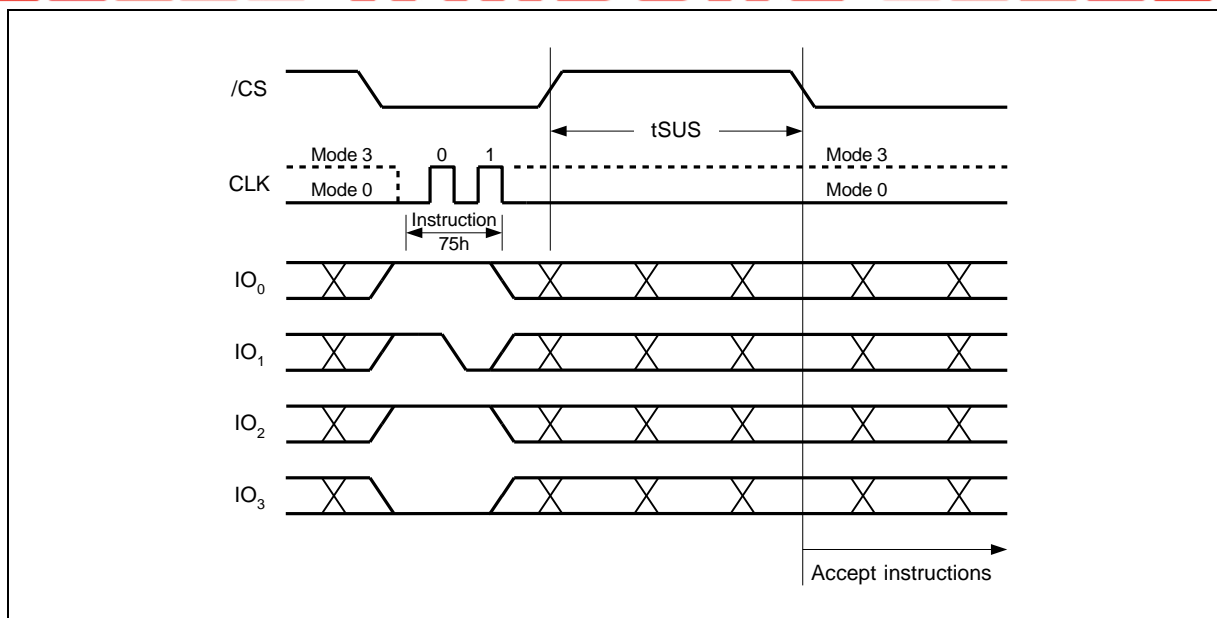 /CS
tSUS
Mode 3 0 1 Mode 3
CLK
Mode 0 Mode 0
Instruction
75h
IO0
IO1
IO2
IO3
Accept instructions